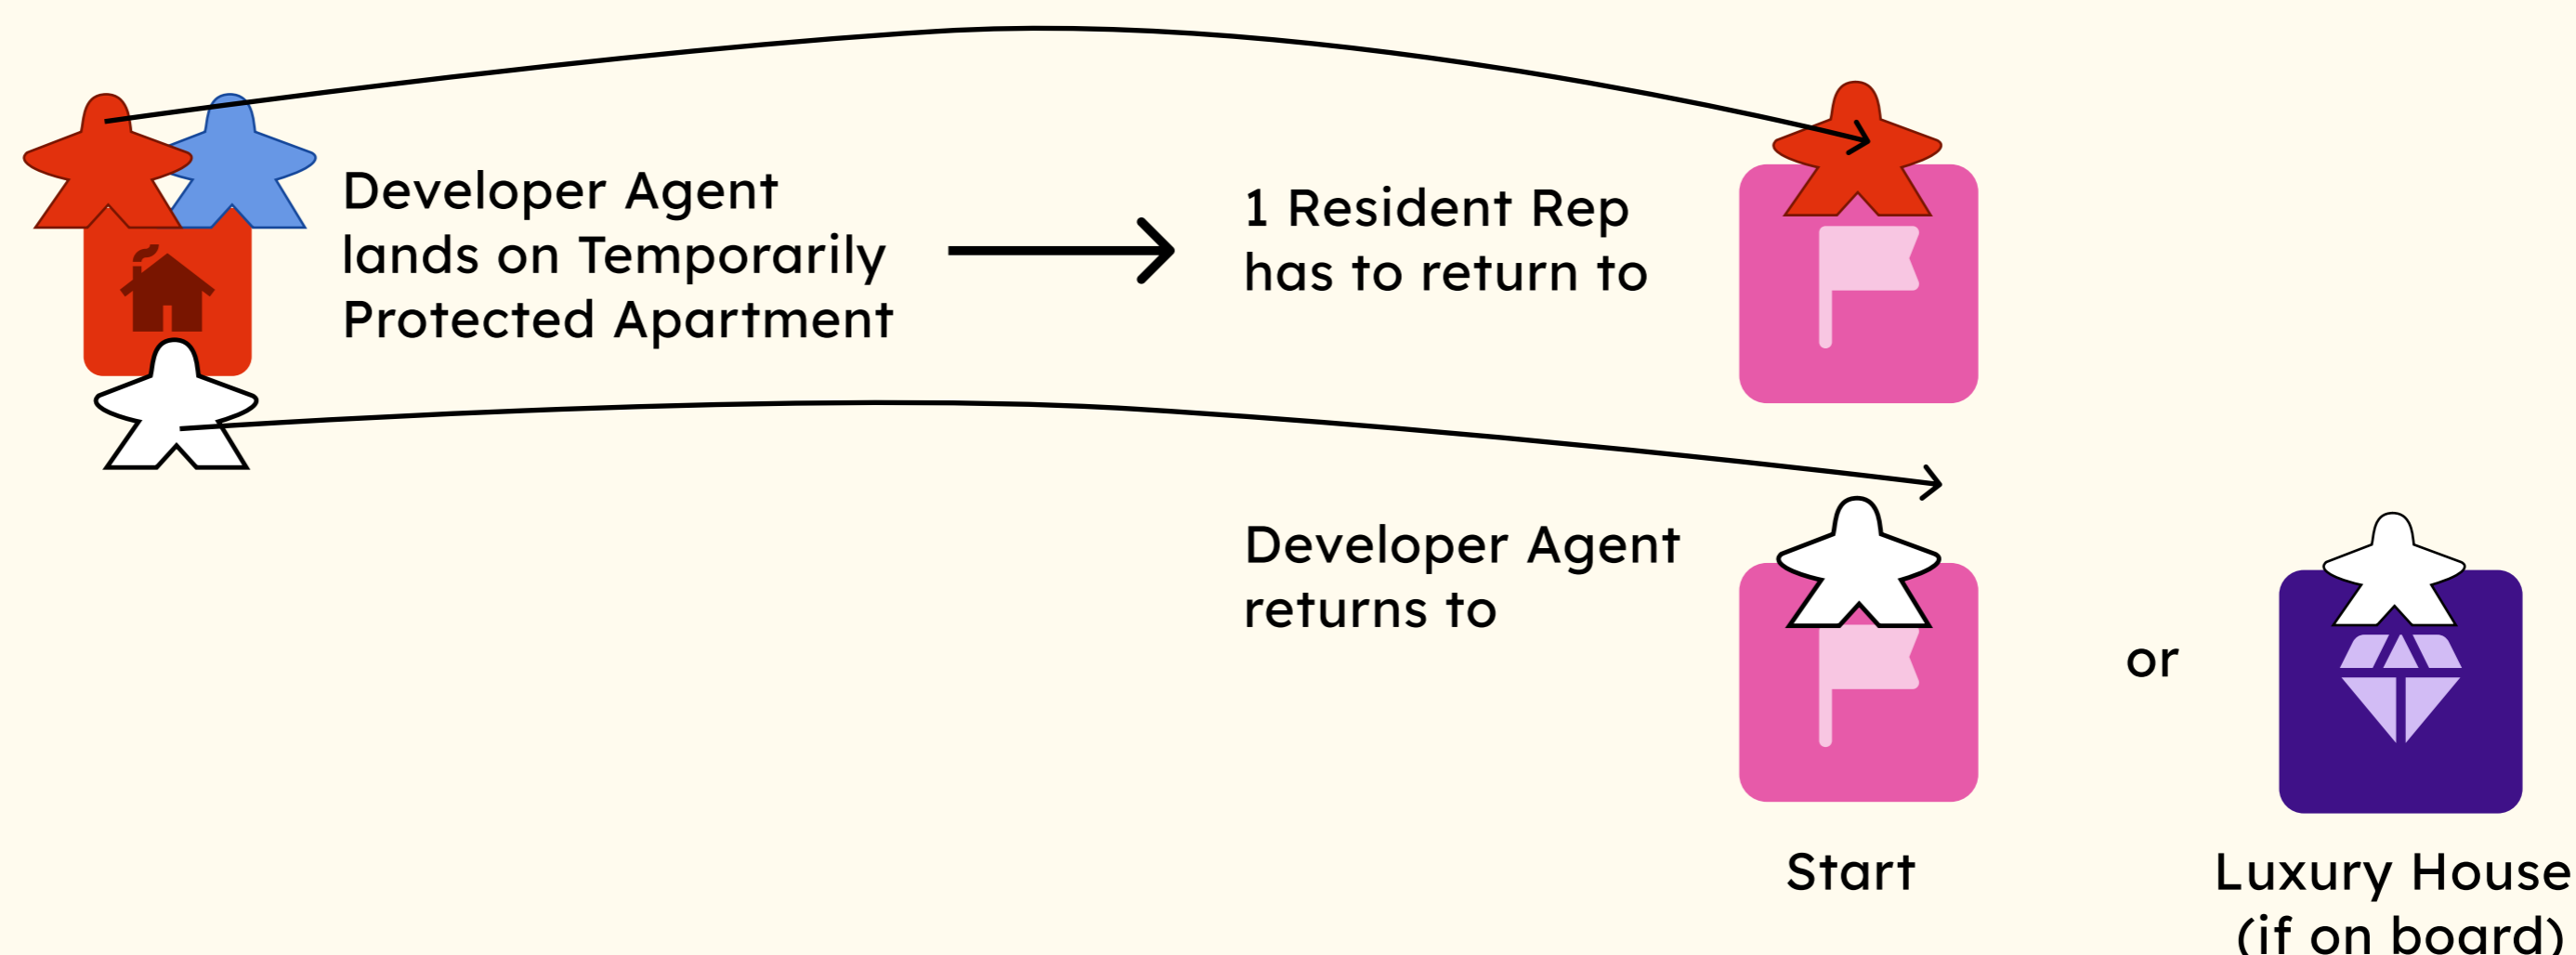 Developer Agent
lands on Temporarily
Protected Apartment
1 Resident Rep
has to return to
Developer Agent
returns to
or
Start
Luxury House
(if on board)